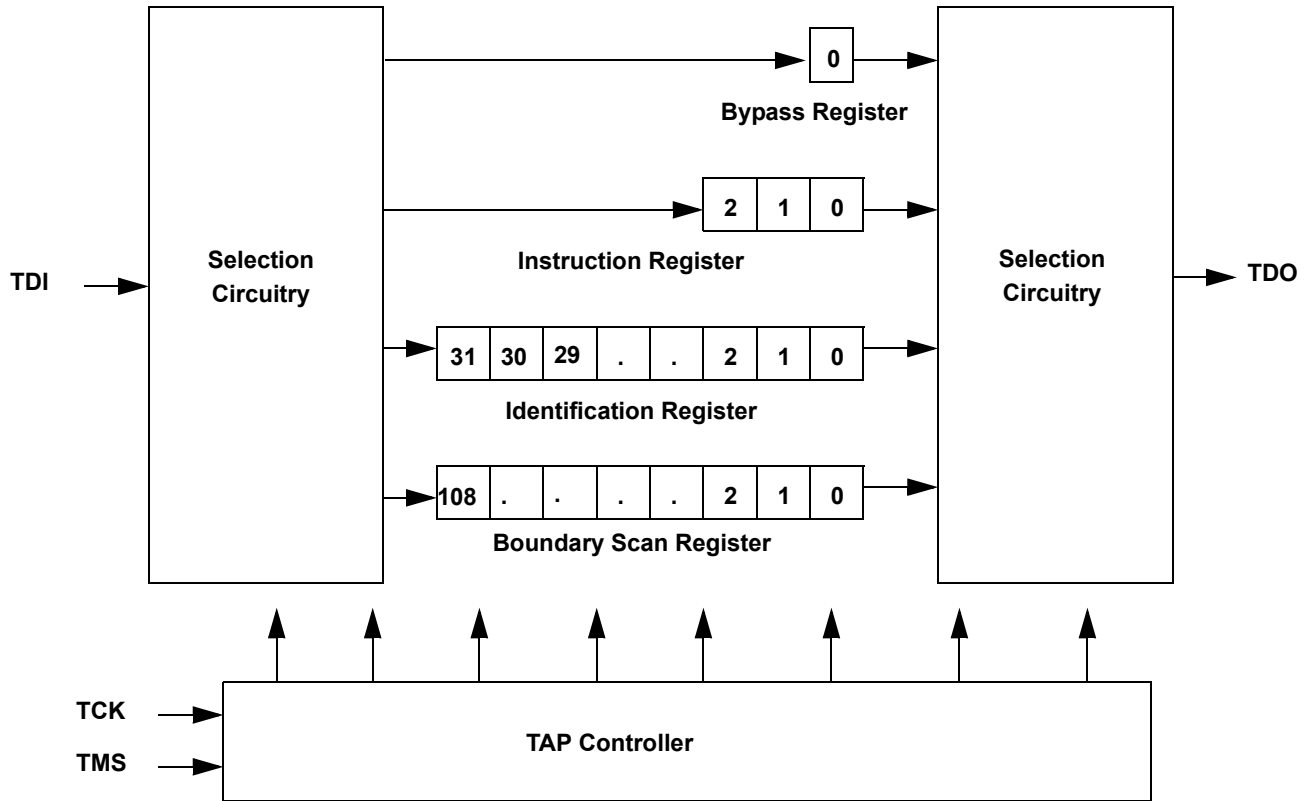 0
Bypass Register
2 1 0
Instruction Register
TDI
Selection
Circuitry
Selection
Circuitry
TDO
31 30 29 . . 2 1 0
Identification Register
108 . . . . 2 1 0
Boundary Scan Register
TCK
TMS
TAP Controller